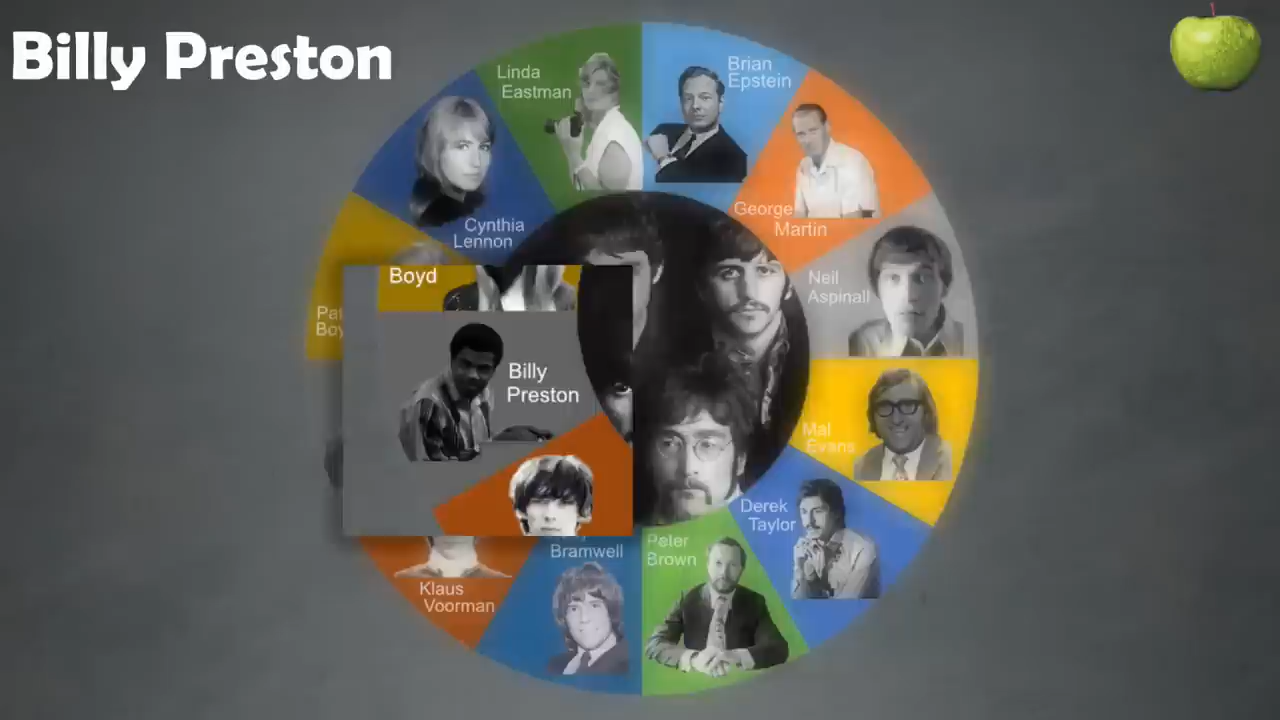 Billy Preston
Linda
Eastman
Brian
Epstein
Cynthia
Lennon
George
Martin
Neil
Aspinall
Boyd
Boy
Billy
Preston
Mal
Evans
Derek
Taylor
Peter
Brown
Bramwell
Klaus
Voorman